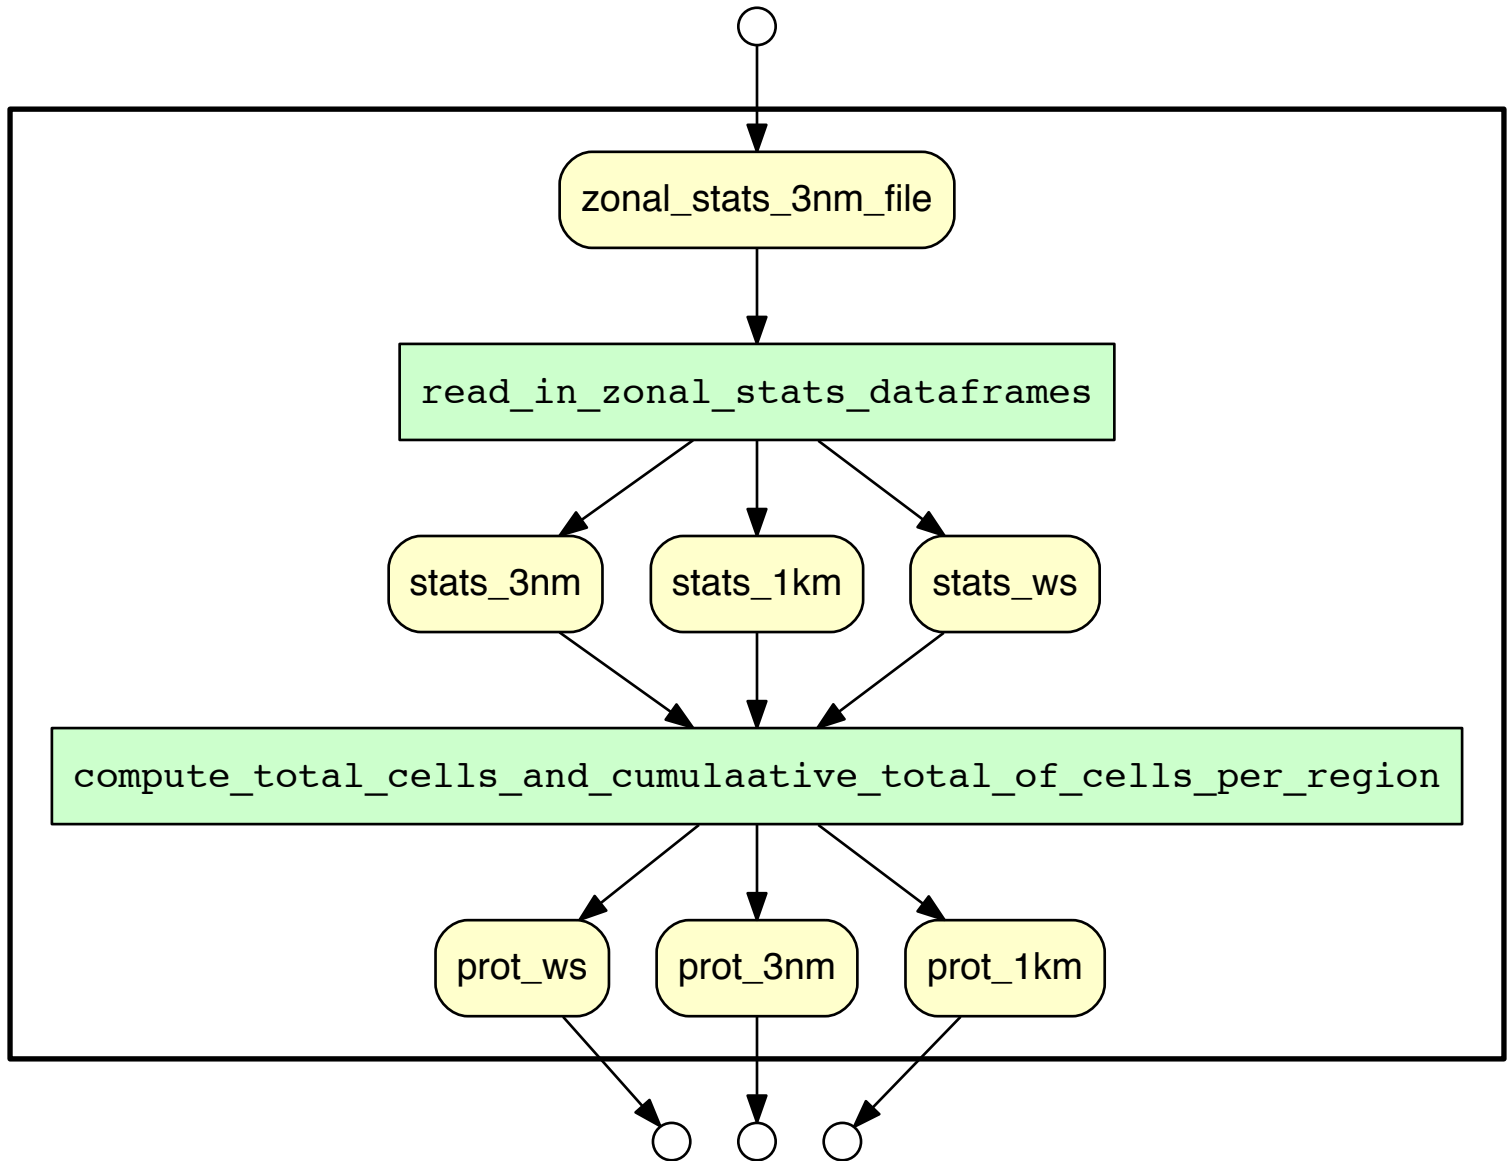 zonal_stats_3nm_file
read_in_zonal_stats_dataframes
stats_3nm
stats_1km
stats_ws
compute_total_cells_and_cumulaative_total_of_cells_per_region
prot_ws
prot_3nm
prot_1km